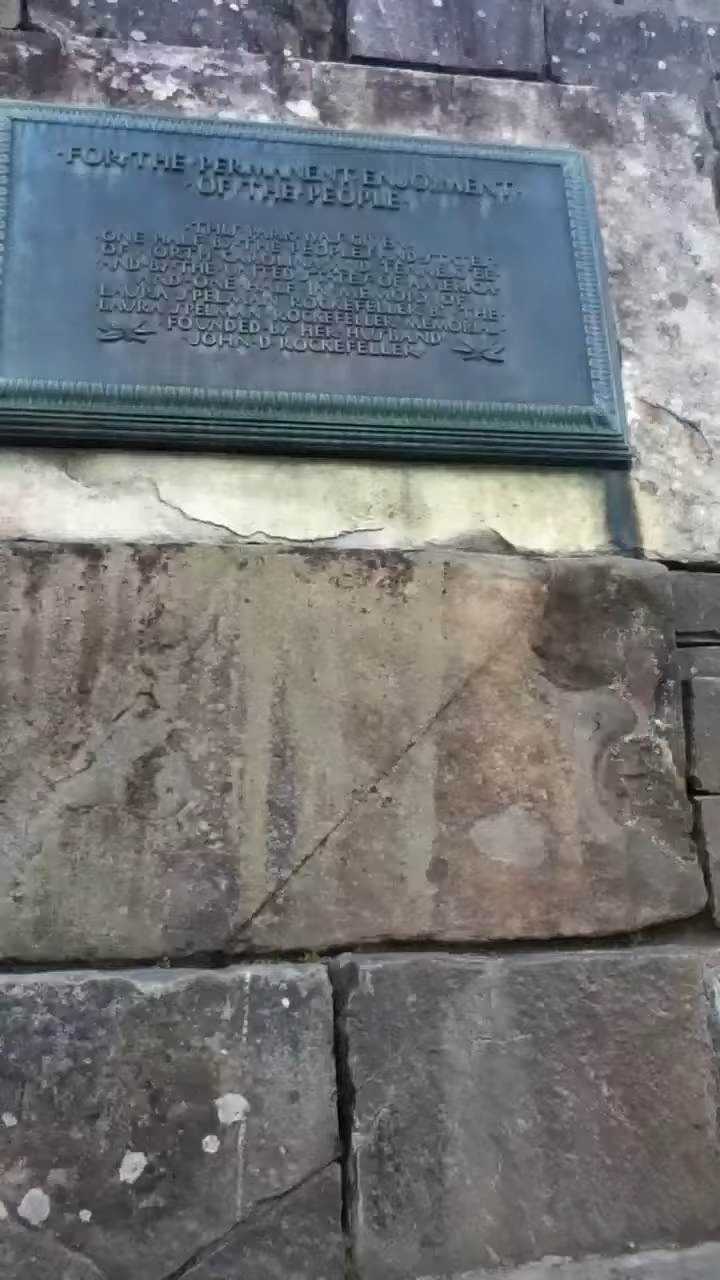 ·FOR·THE·PERMANENT·ENJOYMENT·
·OF·THE·PEOPLE·
·THIS·PARK·WAS·GIVEN·
ONE·HALF·BY·THE·PEOPLES·AND·STATES·
OF·NORTH·CAROLINA·AND·TENNESSEE·
·AND·BY·THE·UNITED·STATES·OF·AMERICA
·AND·ONE·HALF·IN·MEMORY·OF·
LAURA·SPELMAN·ROCKEFELLER·BY·THE·
LAURA·SPELMAN·ROCKEFELLER·MEMORIAL·
·FOUNDED·BY·HER·HUSBAND·
·JOHN·D·ROCKEFELLER·